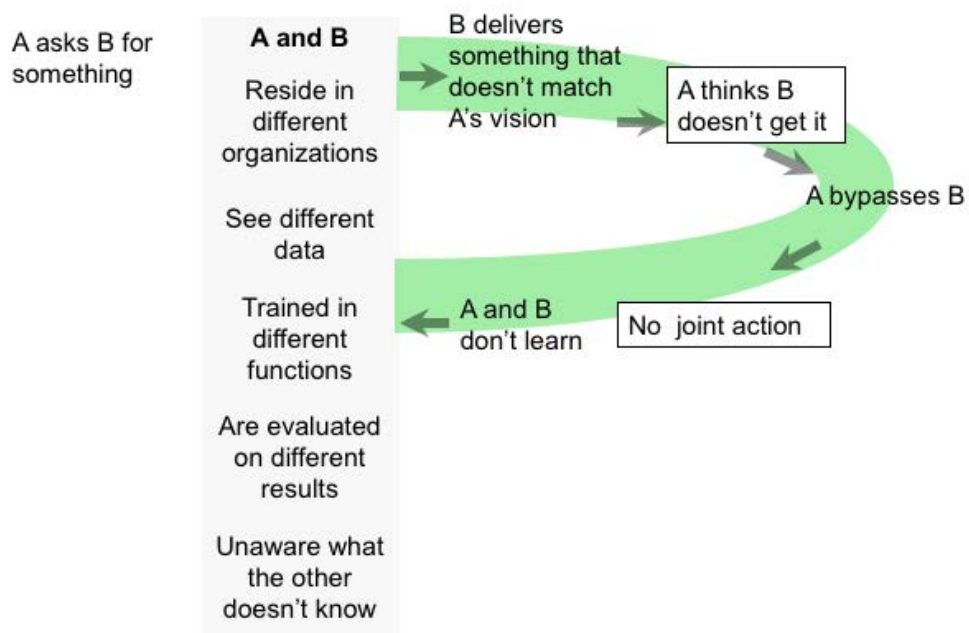 A asks B for
something
A and B
Reside in
different
organizations
See different
data
Trained in
different
functions
Are evaluated
on different
results
Unaware what
the other
doesn’t know
B delivers
something that
doesn’t match
A’s vision
A thinks B
doesn’t get it
A bypasses B
No joint action
A and B
don’t learn